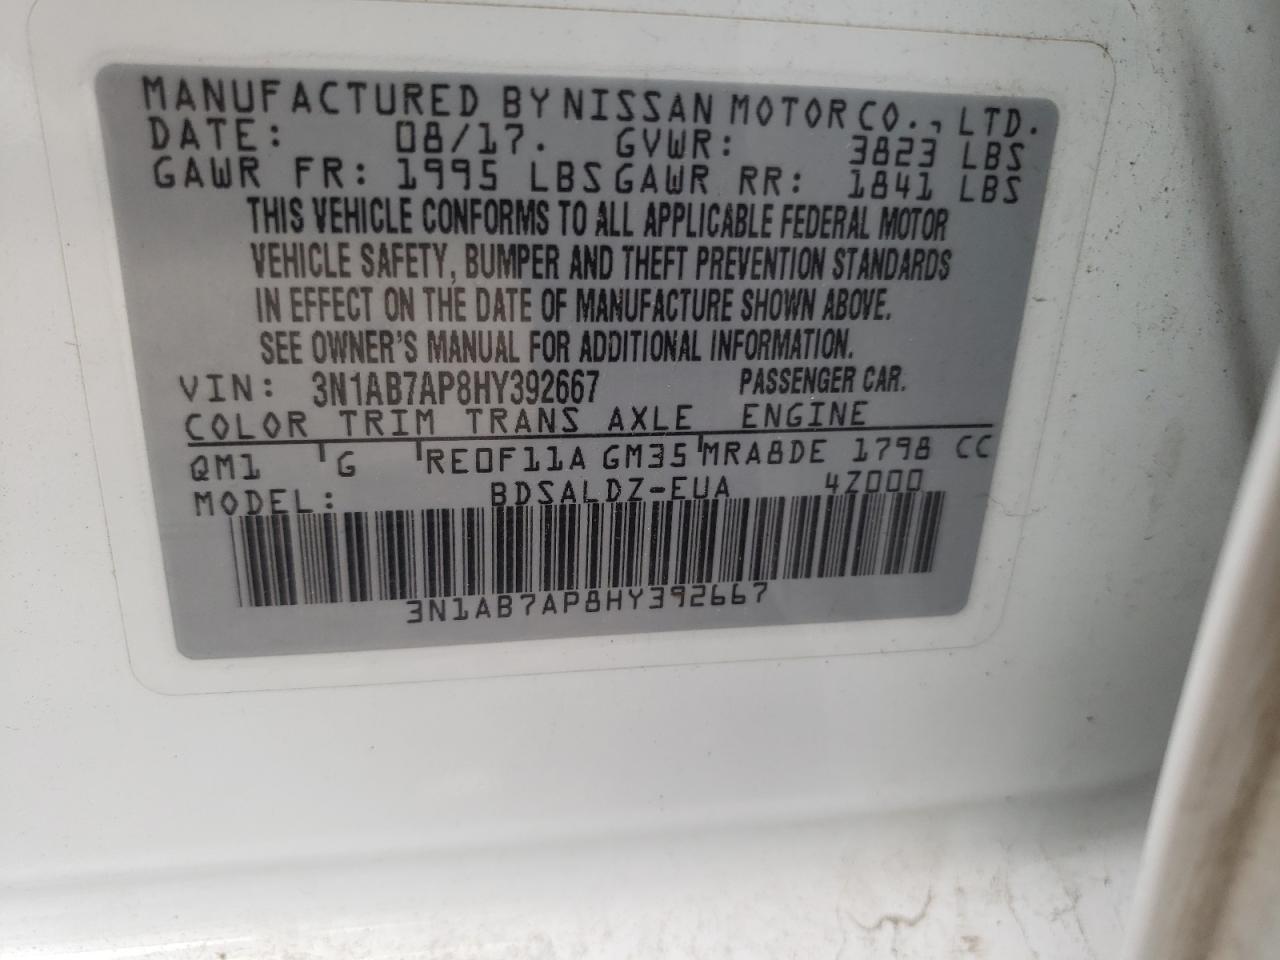 MANUFACTURED BY NISSAN MOTOR CO., LTD.
DATE: 08/17. GVWR: 3823 LBS
GAWR FR: 1995 LBS GAWR RR: 1841 LBS
THIS VEHICLE CONFORMS TO ALL APPLICABLE FEDERAL MOTOR
VEHICLE SAFETY, BUMPER AND THEFT PREVENTION STANDARDS
IN EFFECT ON THE DATE OF MANUFACTURE SHOWN ABOVE.
SEE OWNER'S MANUAL FOR ADDITIONAL INFORMATION.
VIN: 3N1AB7AP8HY392667 PASSENGER CAR.
COLOR TRIM TRANS AXLE ENGINE
QM1 G RE0F11A GM35 MRA8DE 1798 CC
MODEL: BDSALDZ-EUA 4Z000
3N1AB7AP8HY392667